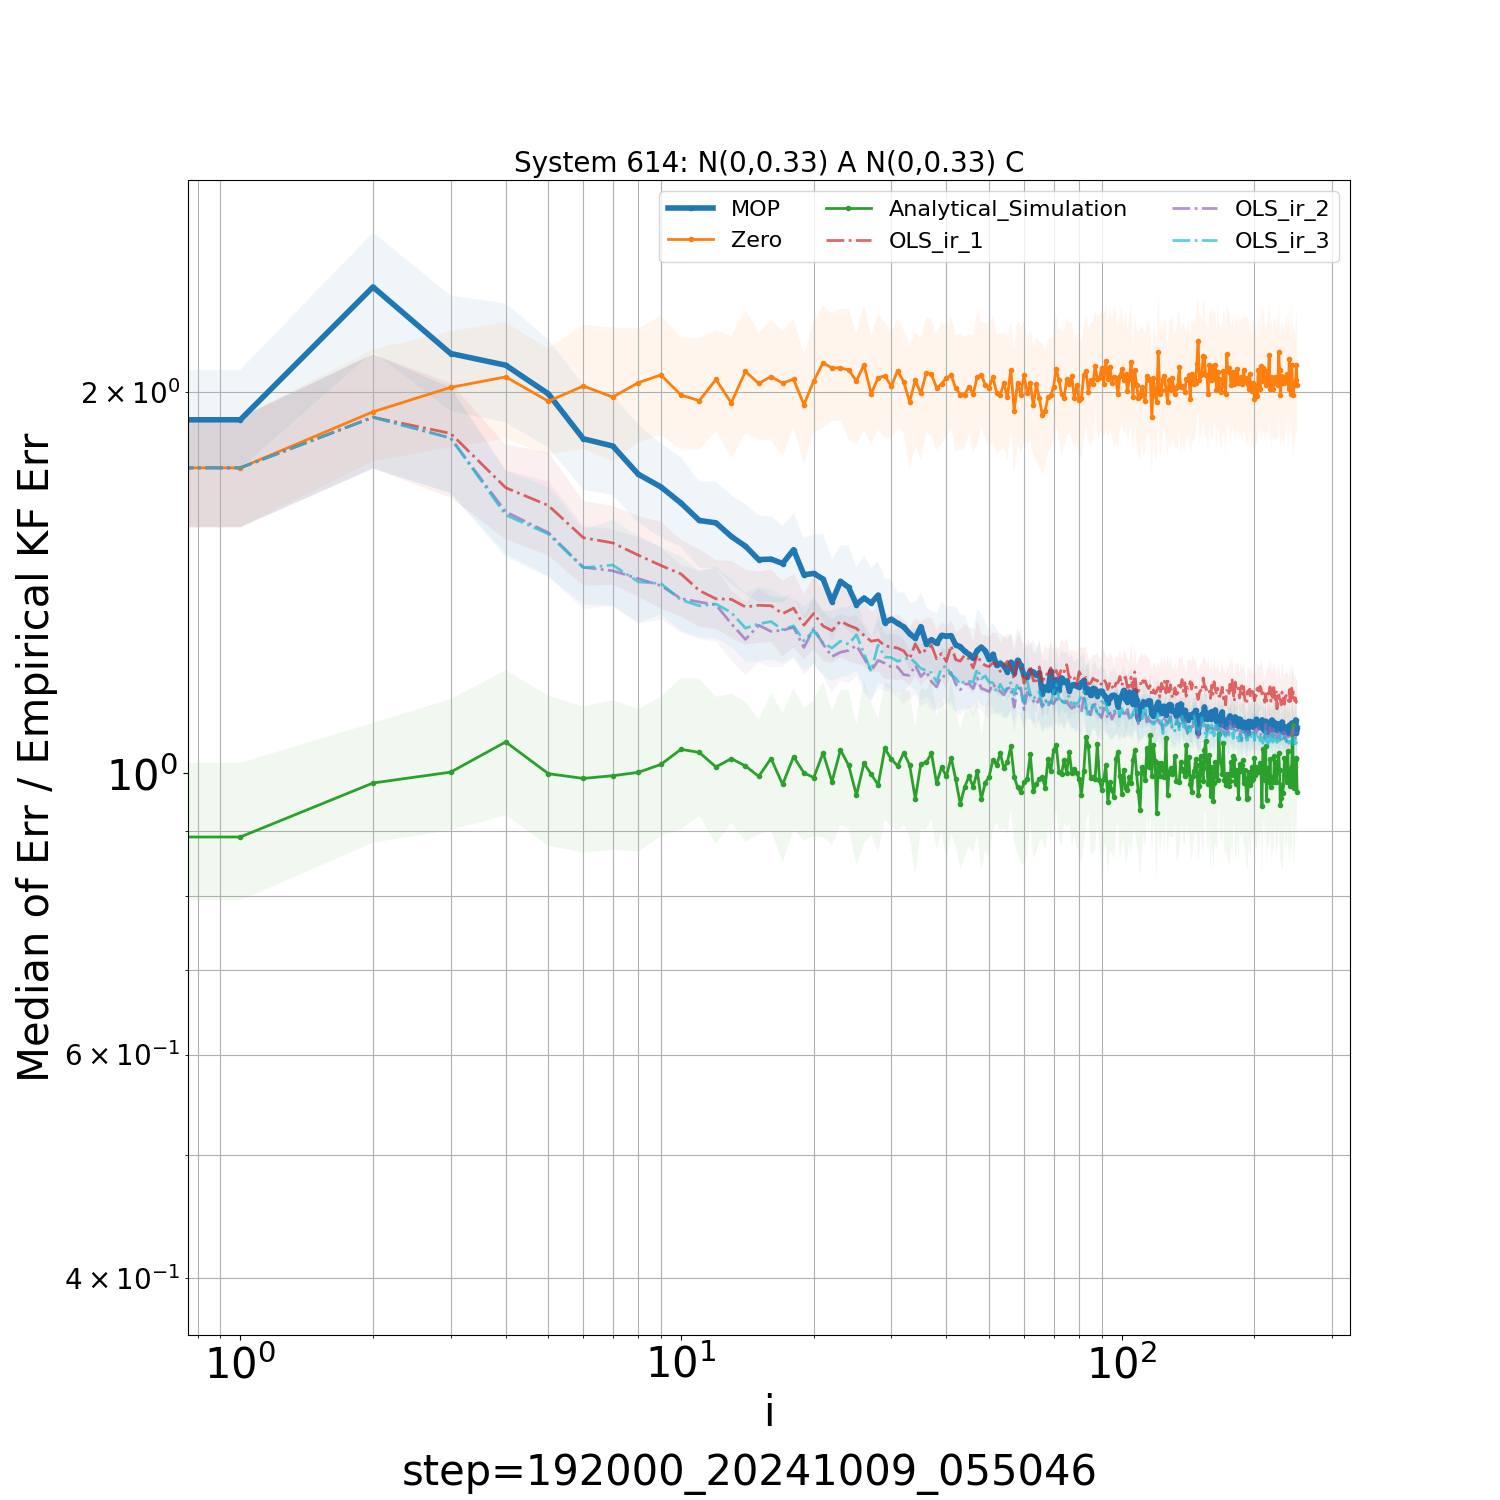 System 614: N(0,0.33) A N(0,0.33) C
MOP
Zero
Analytical_Simulation
OLS_ir_1
OLS_ir_2
OLS_ir_3
Median of Err / Empirical KF Err
2 × 10⁰
10⁰
6 × 10⁻¹
4 × 10⁻¹
10⁰
10¹
10²
i
step=192000_20241009_055046